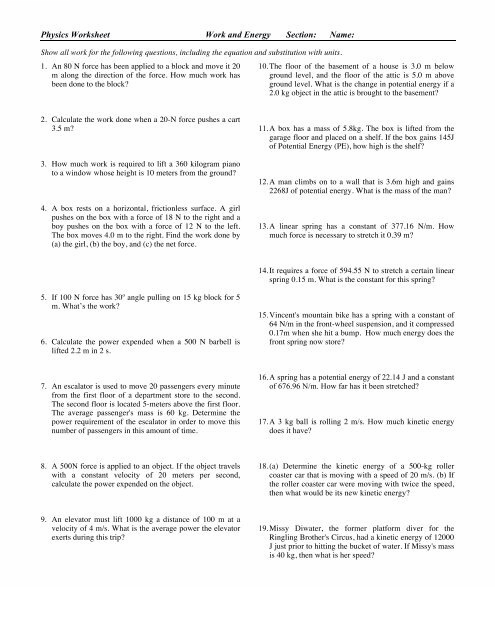 Physics Worksheet Work and Energy Section: Name:
Show all work for the following questions, including the equation and substitution with units.
1. An 80 N force has been applied to a block and move it 20
m along the direction of the force. How much work has
been done to the block?
2. Calculate the work done when a 20-N force pushes a cart
3.5 m?
3. How much work is required to lift a 360 kilogram piano
to a window whose height is 10 meters from the ground?
4. A box rests on a horizontal, frictionless surface. A girl
pushes on the box with a force of 18 N to the right and a
boy pushes on the box with a force of 12 N to the left.
The box moves 4.0 m to the right. Find the work done by
(a) the girl, (b) the boy, and (c) the net force.
5. If 100 N force has 30° angle pulling on 15 kg block for 5
m. What's the work?
6. Calculate the power expended when a 500 N barbell is
lifted 2.2 m in 2 s.
7. An escalator is used to move 20 passengers every minute
from the first floor of a department store to the second.
The second floor is located 5-meters above the first floor.
The average passenger's mass is 60 kg. Determine the
power requirement of the escalator in order to move this
number of passengers in this amount of time.
8. A 500N force is applied to an object. If the object travels
with a constant velocity of 20 meters per second,
calculate the power expended on the object.
9. An elevator must lift 1000 kg a distance of 100 m at a
velocity of 4 m/s. What is the average power the elevator
exerts during this trip?
10. The floor of the basement of a house is 3.0 m below
ground level, and the floor of the attic is 5.0 m above
ground level. What is the change in potential energy if a
2.0 kg object in the attic is brought to the basement?
11. A box has a mass of 5.8kg. The box is lifted from the
garage floor and placed on a shelf. If the box gains 145J
of Potential Energy (PE), how high is the shelf?
12. A man climbs on to a wall that is 3.6m high and gains
2268J of potential energy. What is the mass of the man?
13. A linear spring has a constant of 377.16 N/m. How
much force is necessary to stretch it 0.39 m?
14. It requires a force of 594.55 N to stretch a certain linear
spring 0.15 m. What is the constant for this spring?
15. Vincent's mountain bike has a spring with a constant of
64 N/m in the front-wheel suspension, and it compressed
0.17m when she hit a bump. How much energy does the
front spring now store?
16. A spring has a potential energy of 22.14 J and a constant
of 676.96 N/m. How far has it been stretched?
17. A 3 kg ball is rolling 2 m/s. How much kinetic energy
does it have?
18. (a) Determine the kinetic energy of a 500-kg roller
coaster car that is moving with a speed of 20 m/s. (b) If
the roller coaster car were moving with twice the speed,
then what would be its new kinetic energy?
19. Missy Diwater, the former platform diver for the
Ringling Brother's Circus, had a kinetic energy of 12000
J just prior to hitting the bucket of water. If Missy's mass
is 40 kg, then what is her speed?